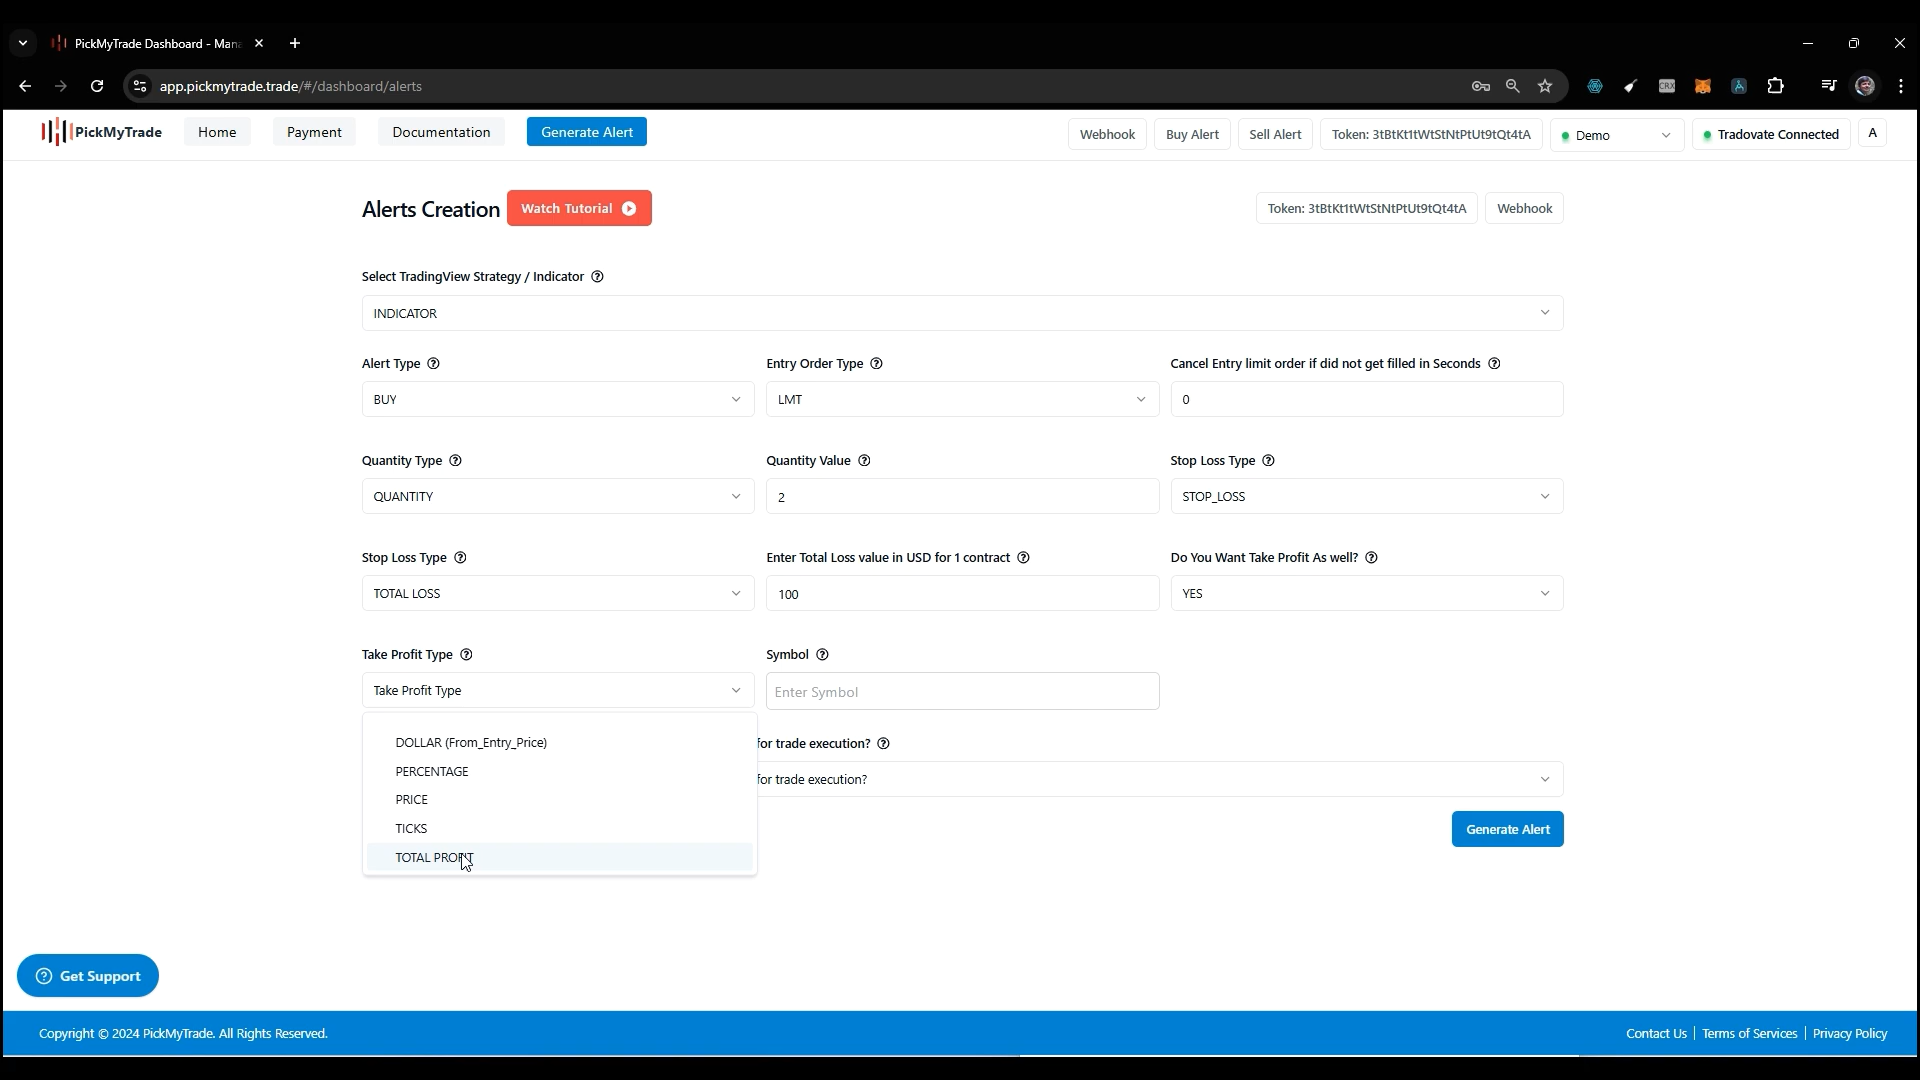 PickMyTrade Dashboard - Mana
app.pickmytrade.trade/#/dashboard/alerts
CRX
PickMyTrade
Home
Payment
Documentation
Generate Alert
Webhook
Buy Alert
Sell Alert
Token: 3tBtKt1tWtStNtPtUt9tQt4tA
Demo
Tradovate Connected
A
Alerts Creation
Watch Tutorial
Token: 3tBtKt1tWtStNtPtUt9tQt4tA
Webhook
Select TradingView Strategy / Indicator
INDICATOR
Alert Type
Entry Order Type
Cancel Entry limit order if did not get filled in Seconds
BUY
LMT
0
Quantity Type
Quantity Value
Stop Loss Type
QUANTITY
2
STOP_LOSS
Stop Loss Type
Enter Total Loss value in USD for 1 contract
Do You Want Take Profit As well?
TOTAL LOSS
100
YES
Take Profit Type
Symbol
Take Profit Type
Enter Symbol
for trade execution?
for trade execution?
DOLLAR (From_Entry_Price)
PERCENTAGE
PRICE
TICKS
TOTAL PROFIT
Generate Alert
Get Support
Copyright © 2024 PickMyTrade. All Rights Reserved.
Contact Us
Terms of Services
Privacy Policy